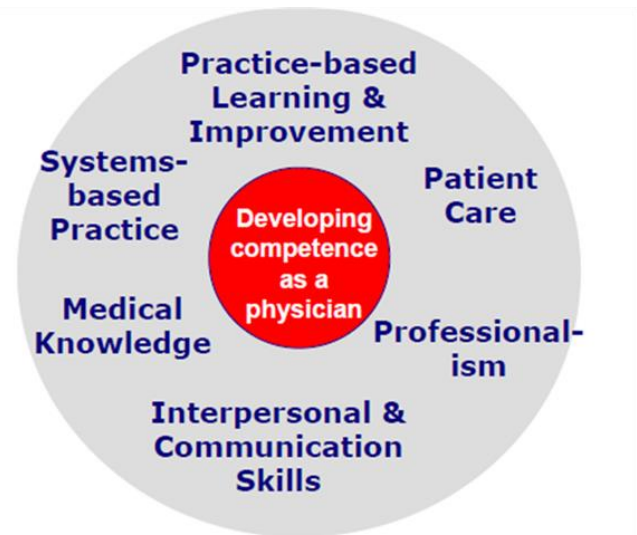 Practice-based
Learning &
Improvement
Systems-
based
Practice
Patient
Care
Developing
competence
as a
physician
Medical
Knowledge
Professional-
ism
Interpersonal &
Communication
Skills